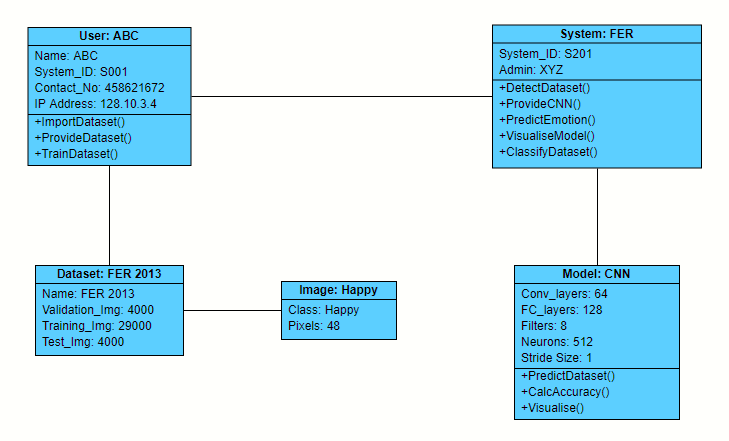 User: ABC
Name: ABC
System_ID: S001
Contact_No: 458621672
IP Address: 128.10.3.4
+ImportDataset()
+ProvideDataset()
+TrainDataset()
System: FER
System_ID: S201
Admin: XYZ
+DetectDataset()
+ProvideCNN()
+PredictEmotion()
+VisualiseModel()
+ClassifyDataset()
Dataset: FER 2013
Name: FER 2013
Validation_Img: 4000
Training_Img: 29000
Test_Img: 4000
Image: Happy
Class: Happy
Pixels: 48
Model: CNN
Conv_layers: 64
FC_layers: 128
Filters: 8
Neurons: 512
Stride Size: 1
+PredictDataset()
+CalcAccuracy()
+Visualise()